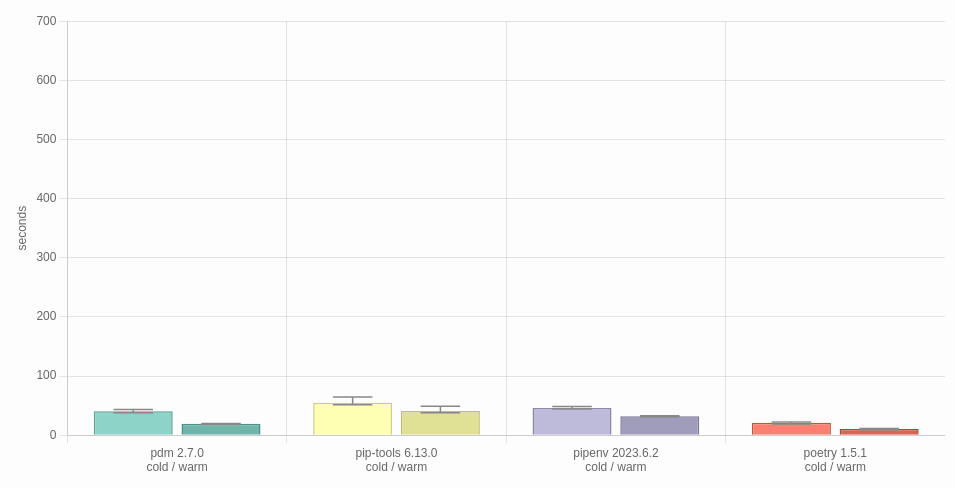 700
600
500
400
300
200
100
0
seconds
pdm 2.7.0
cold / warm
pip-tools 6.13.0
cold / warm
pipenv 2023.6.2
cold / warm
poetry 1.5.1
cold / warm